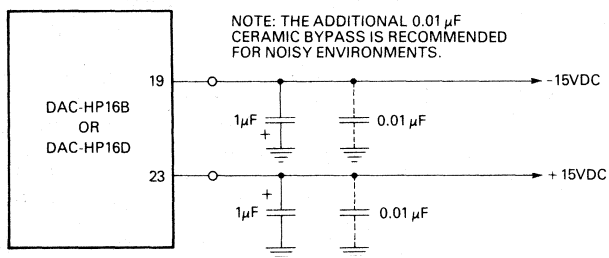 NOTE: THE ADDITIONAL 0.01 µF
CERAMIC BYPASS IS RECOMMENDED
FOR NOISY ENVIRONMENTS.
19
-15VDC
DAC-HP16B
OR
DAC-HP16D
1µF
+
0.01 µF
23
+ 15VDC
+
1µF
0.01 µF